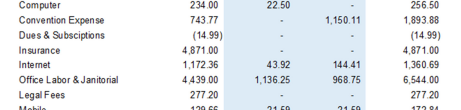 Computer 234.00 22.50 - 256.50
Convention Expense 743.77 - 1,150.11 1,893.88
Dues & Subsciptions (14.99) - - (14.99)
Insurance 4,871.00 - - 4,871.00
Internet 1,172.36 43.92 144.41 1,360.69
Office Labor & Janitorial 4,439.00 1,136.25 968.75 6,544.00
Legal Fees 277.20 - - 277.20
Mobile 129.66 21.59 21.59 172.84